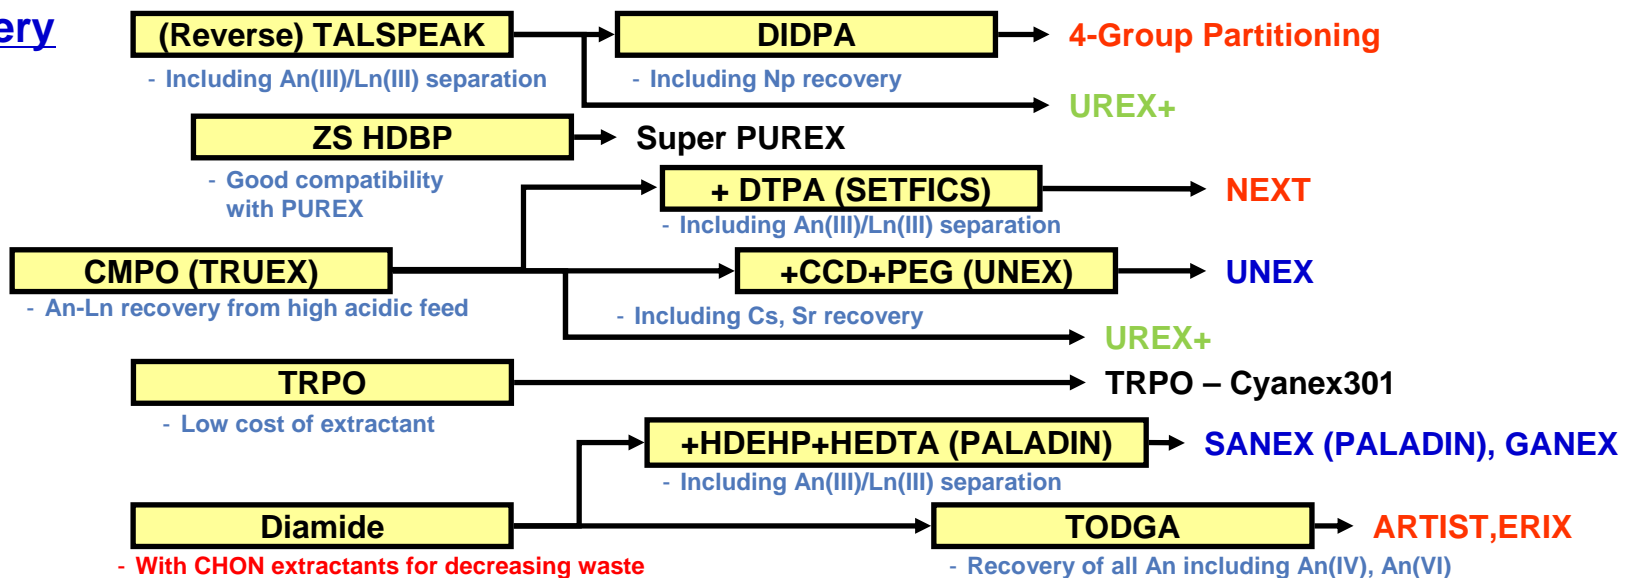 ery
(Reverse) TALSPEAK
DIDPA
4-Group Partitioning
- Including An(III)/Ln(III) separation
- Including Np recovery
UREX+
ZS HDBP
Super PUREX
- Good compatibility
with PUREX
+ DTPA (SETFICS)
NEXT
- Including An(III)/Ln(III) separation
CMPO (TRUEX)
+CCD+PEG (UNEX)
UNEX
- An-Ln recovery from high acidic feed
- Including Cs, Sr recovery
UREX+
TRPO
TRPO – Cyanex301
- Low cost of extractant
+HDEHP+HEDTA (PALADIN)
SANEX (PALADIN), GANEX
- Including An(III)/Ln(III) separation
Diamide
TODGA
ARTIST,ERIX
- With CHON extractants for decreasing waste
- Recovery of all An including An(IV), An(VI)